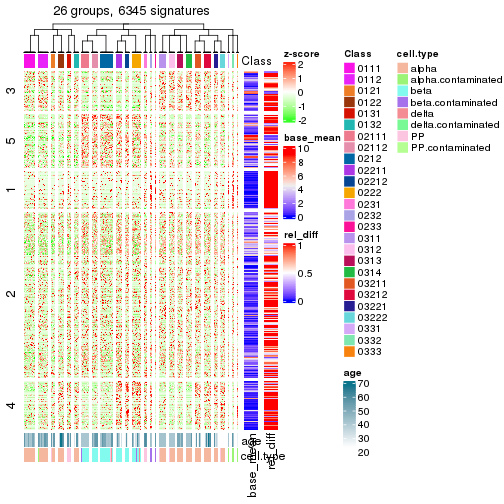 26 groups, 6345 signatures
Class
3
5
1
2
4
age
cell.type
base_mean
rel_diff
z-score
2
1
0
-1
-2
base_mean
10
8
6
4
2
0
rel_diff
1
0.5
0
Class
0111
0112
0121
0122
0131
0132
02111
02112
0212
02211
02212
0222
0231
0232
0233
0311
0312
0313
0314
03211
03212
03221
03222
0331
0332
0333
cell.type
alpha
alpha.contaminated
beta
beta.contaminated
delta
delta.contaminated
PP
PP.contaminated
age
70
60
50
40
30
20